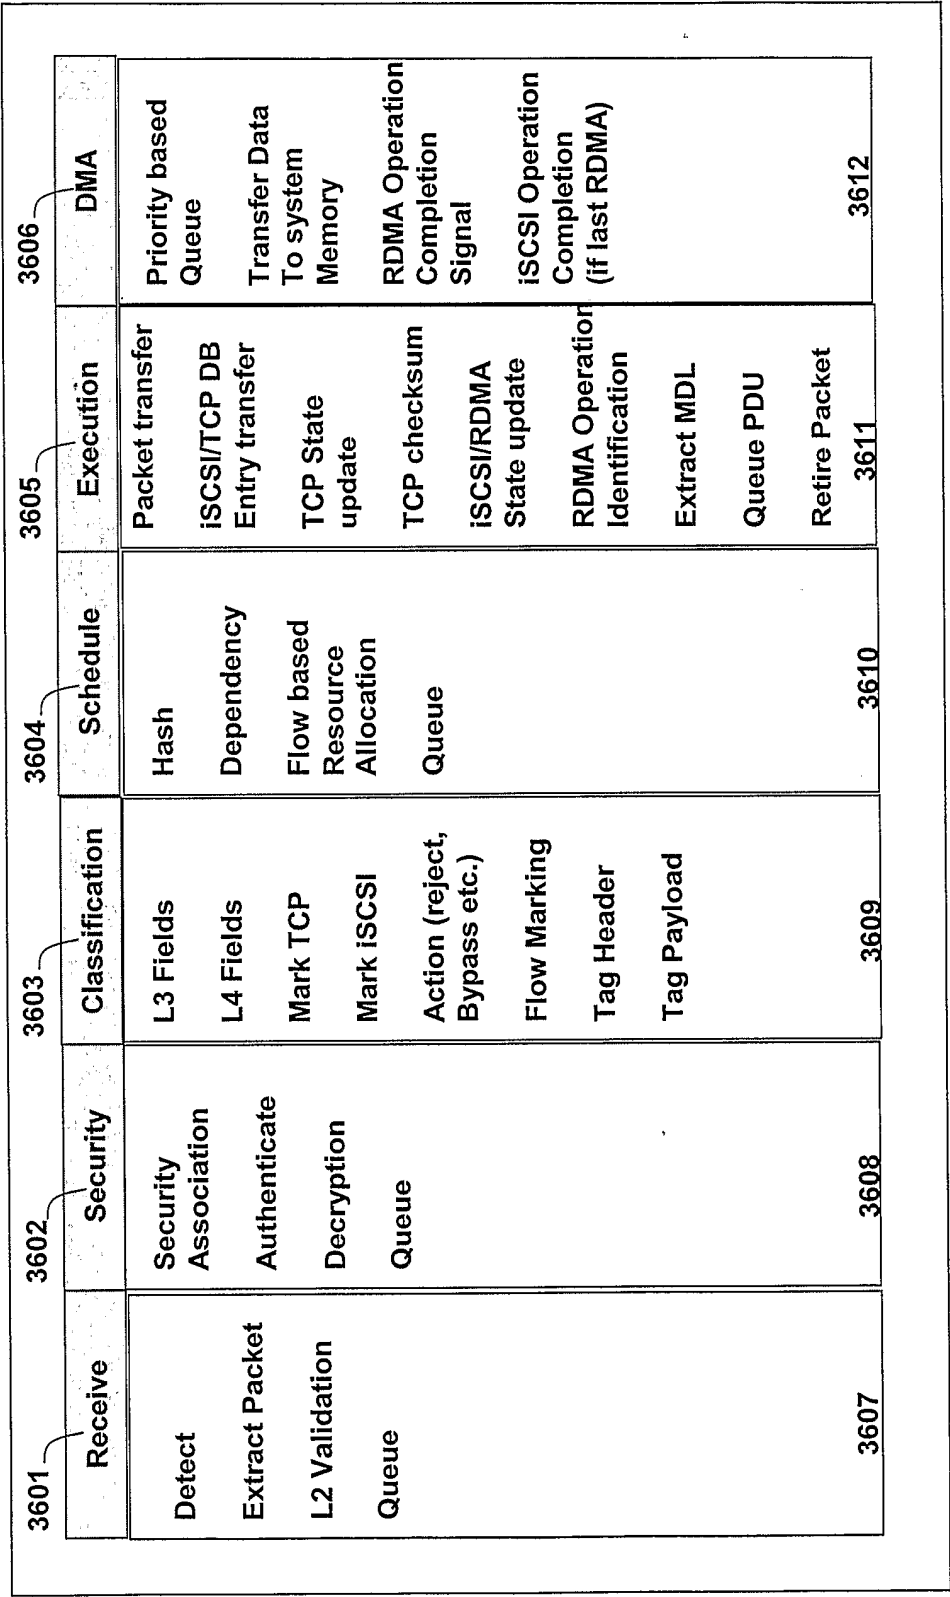 3601
Receive
Detect
Extract Packet
L2 Validation
Queue
3607
3602
Security
Security
Association
Authenticate
Decryption
Queue
3608
3603
Classification
L3 Fields
L4 Fields
Mark TCP
Mark iSCSI
Action (reject,
Bypass etc.)
Flow Marking
Tag Header
Tag Payload
3609
3604
Schedule
Hash
Dependency
Flow based
Resource
Allocation
Queue
3610
3605
Execution
Packet transfer
iSCSI/TCP DB
Entry transfer
TCP State
update
TCP checksum
iSCSI/RDMA
State update
RDMA Operation
Identification
Extract MDL
Queue PDU
Retire Packet
3611
3606
DMA
Priority based
Queue
Transfer Data
To system
Memory
RDMA Operation
Completion
Signal
iSCSI Operation
Completion
(if last RDMA)
3612